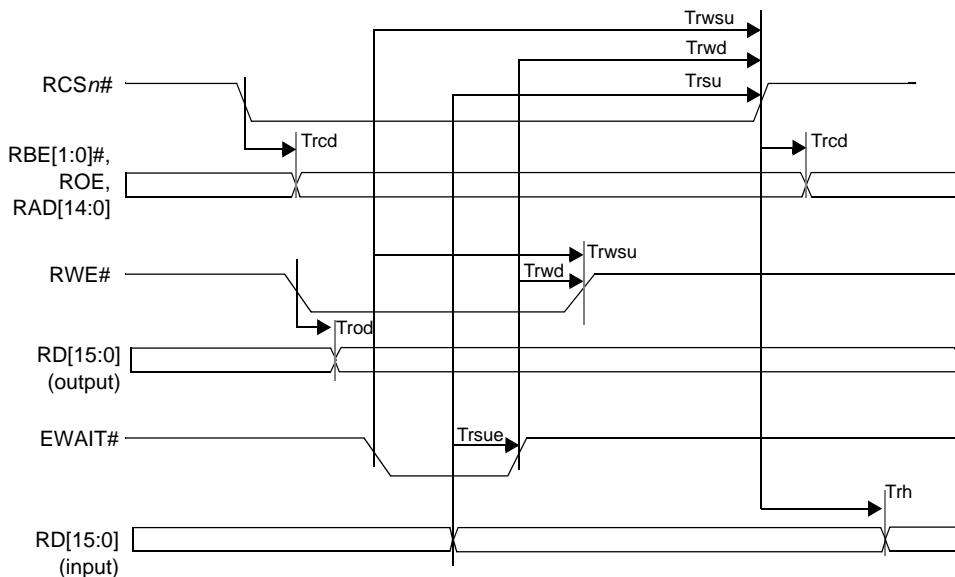 Trwsu
Trwd
Trsu
RCSn#
Trcd
Trcd
RBE[1:0]#,
ROE,
RAD[14:0]
Trwsu
RWE#
Trwd
Trod
RD[15:0]
(output)
EWAIT#
Trsue
Trh
RD[15:0]
(input)